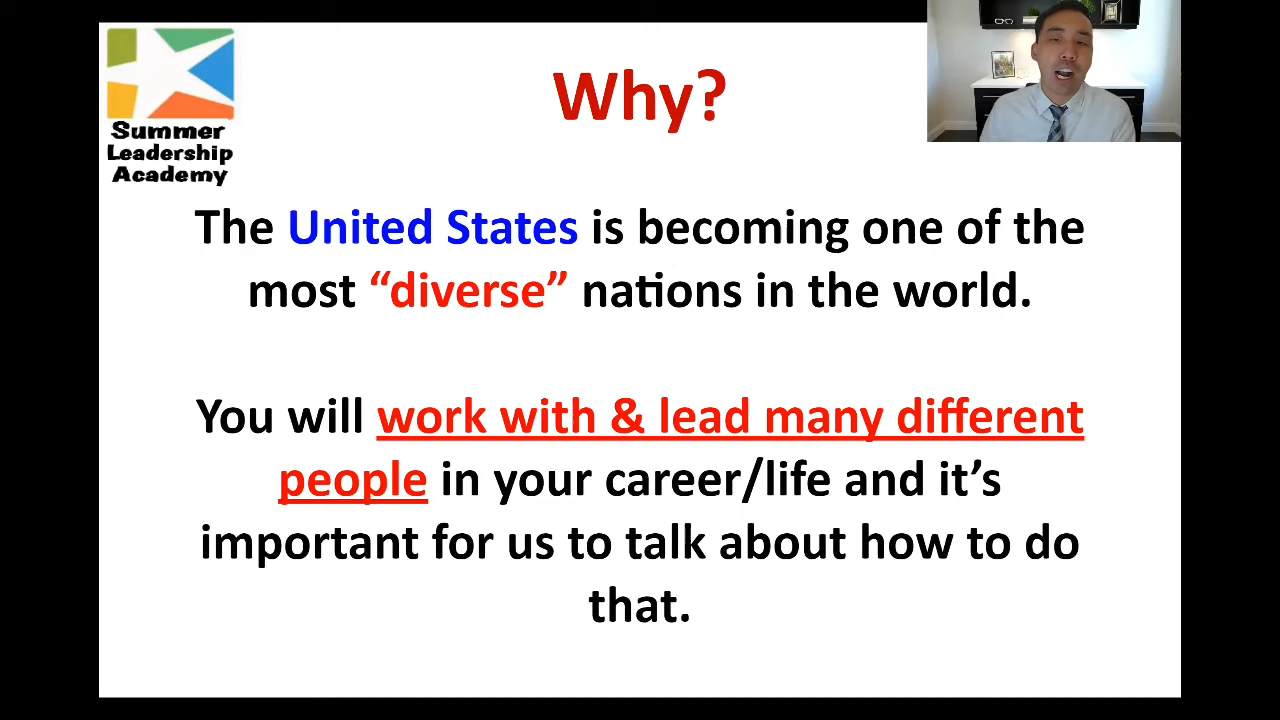 Summer
Leadership
Academy
Why?
The United States is becoming one of the
most “diverse” nations in the world.
You will work with & lead many different
people in your career/life and it’s
important for us to talk about how to do
that.